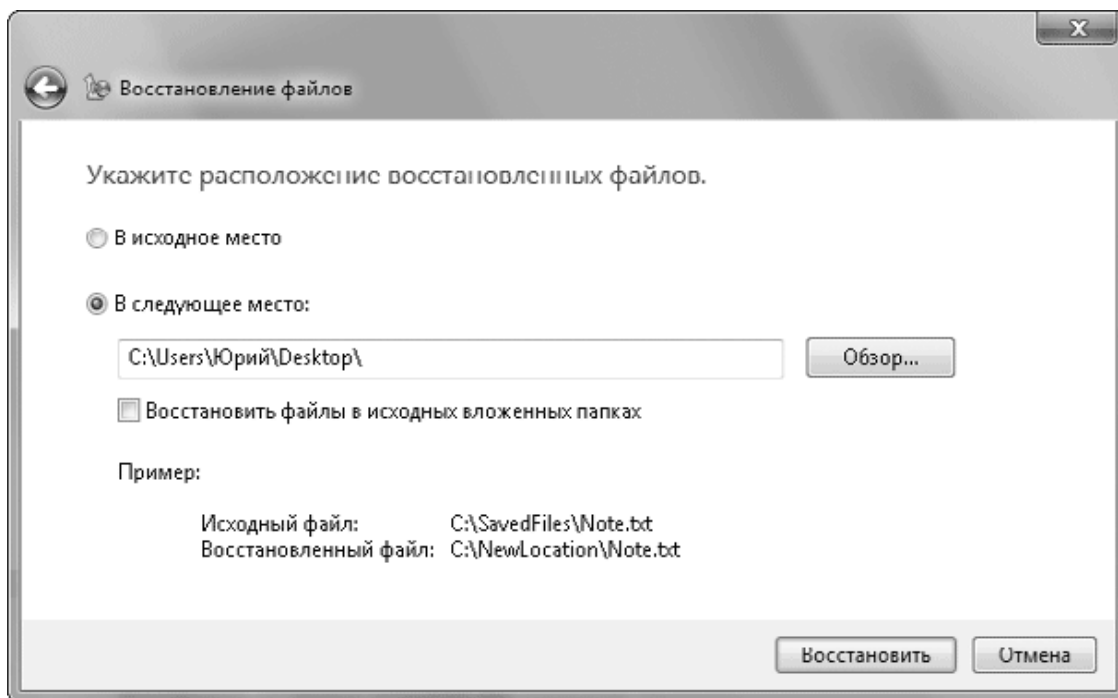 Восстановление файлов
Укажите расположение восстановленных файлов.
В исходное место
В следующее место:
C:\Users\Юрий\Desktop\
Обзор...
Восстановить файлы в исходных вложенных папках
Пример:
Исходный файл: C:\SavedFiles\Note.txt
Восстановленный файл: C:\NewLocation\Note.txt
Восстановить Отмена